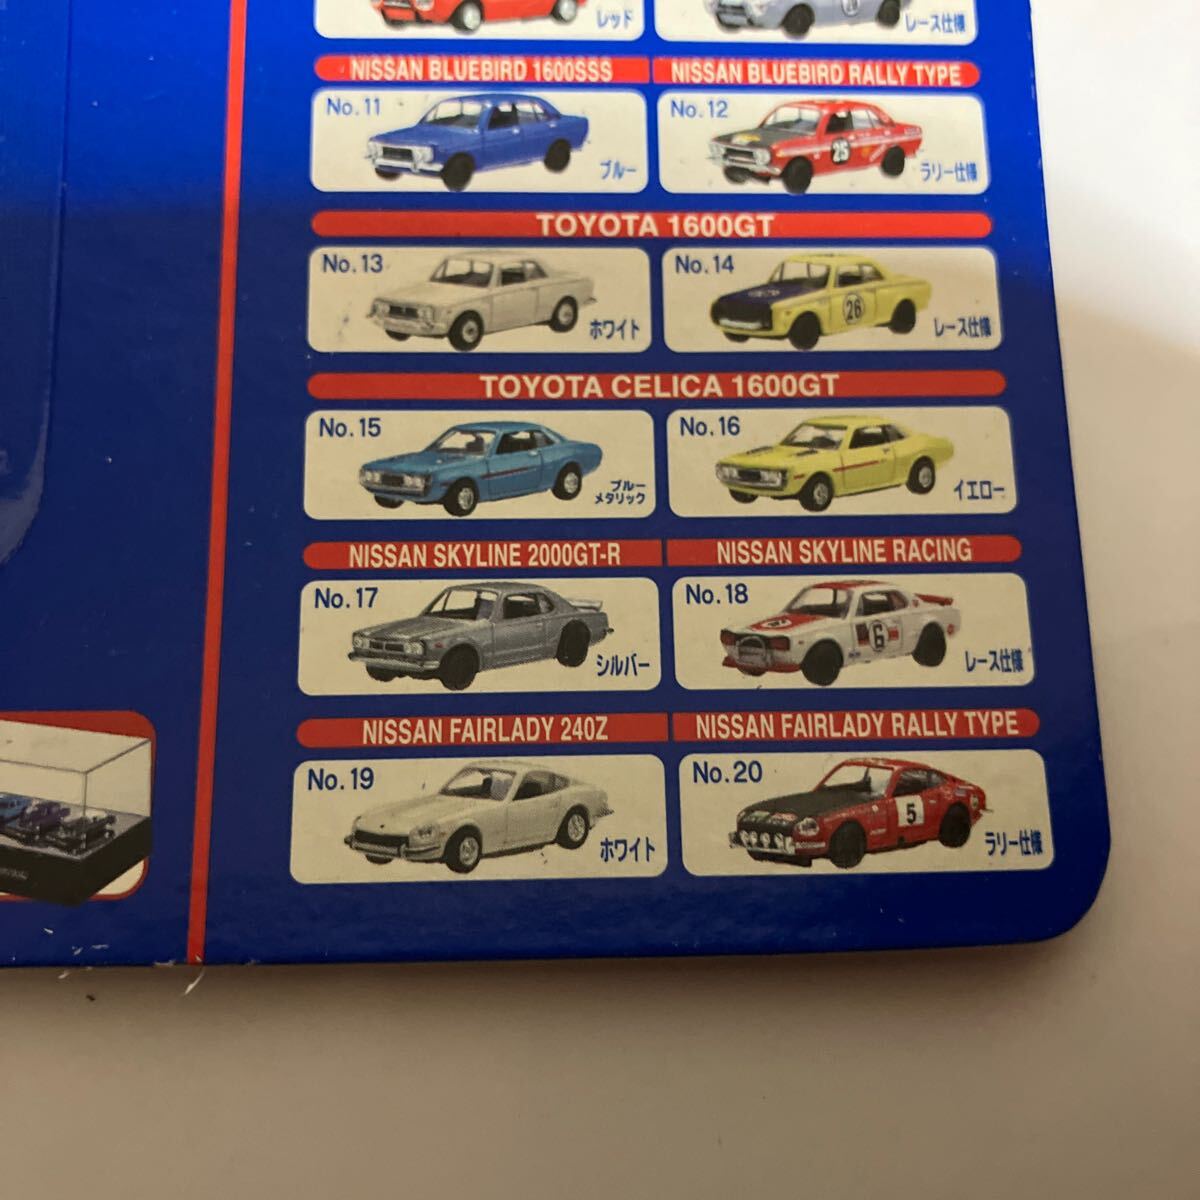 レッド
レース仕様
NISSAN BLUEBIRD 1600SSS
NISSAN BLUEBIRD RALLY TYPE
No.11
ブルー
No.12
25
ラリー仕様
TOYOTA 1600GT
No.13
ホワイト
No.14
26
レース仕様
TOYOTA CELICA 1600GT
No.15
ブルー
メタリック
No.16
イエロー
NISSAN SKYLINE 2000GT-R
NISSAN SKYLINE RACING
No.17
シルバー
No.18
6
レース仕様
NISSAN FAIRLADY 240Z
NISSAN FAIRLADY RALLY TYPE
No.19
ホワイト
No.20
5
ラリー仕様